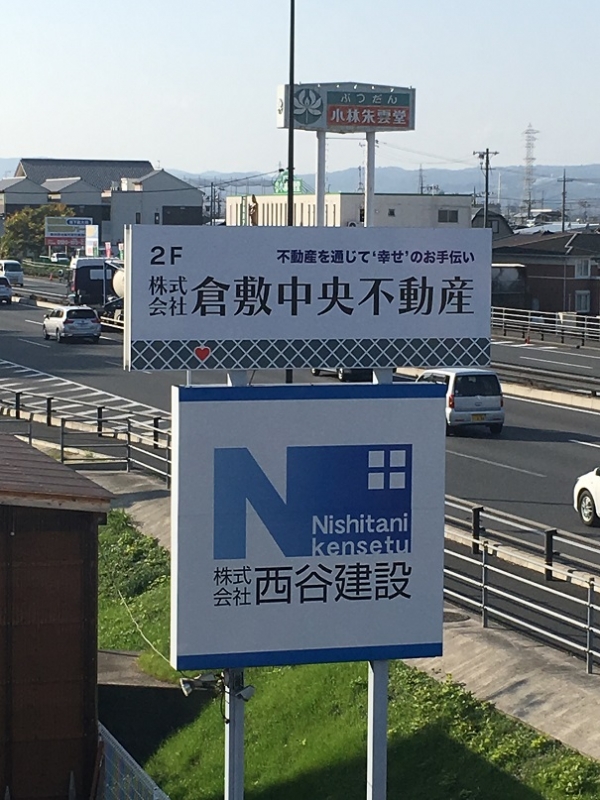 ぶつだん
小林朱雲堂
2F
不動産を通じて‘幸せ’のお手伝い
株式会社 倉敷中央不動産
Nishitani
kensetu
株式会社 西谷建設